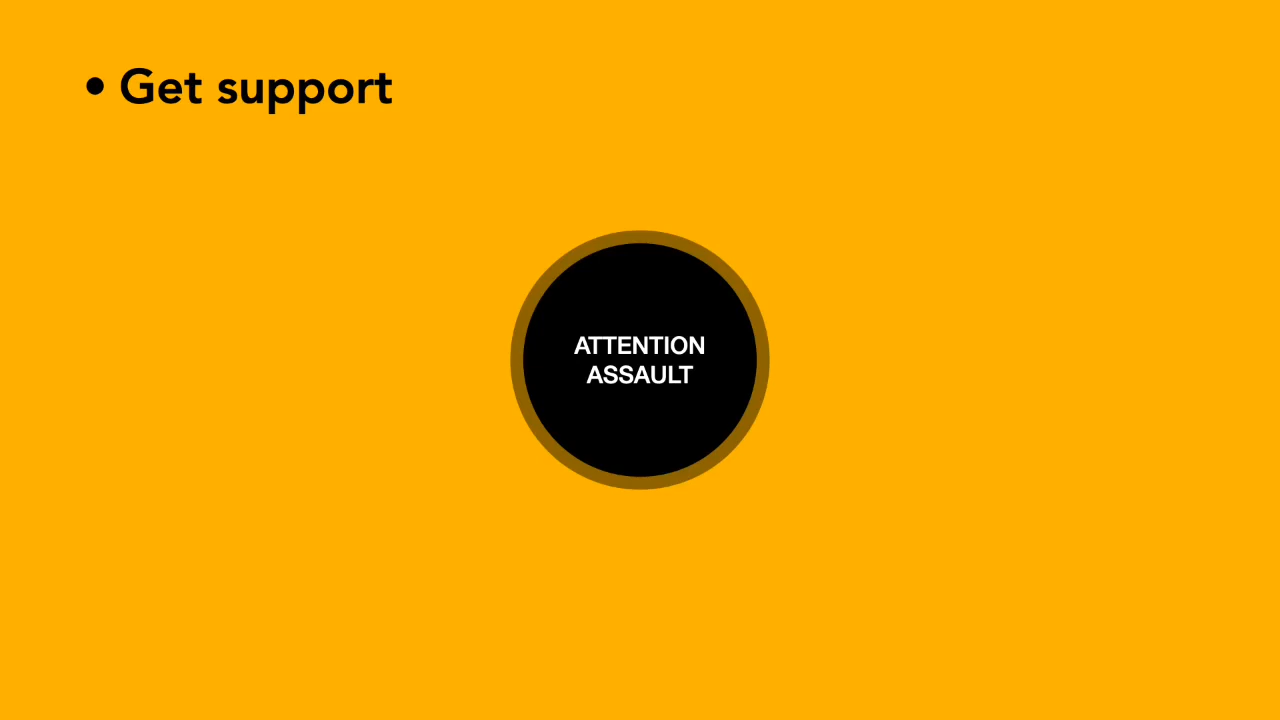 • Get support
ATTENTION
ASSAULT